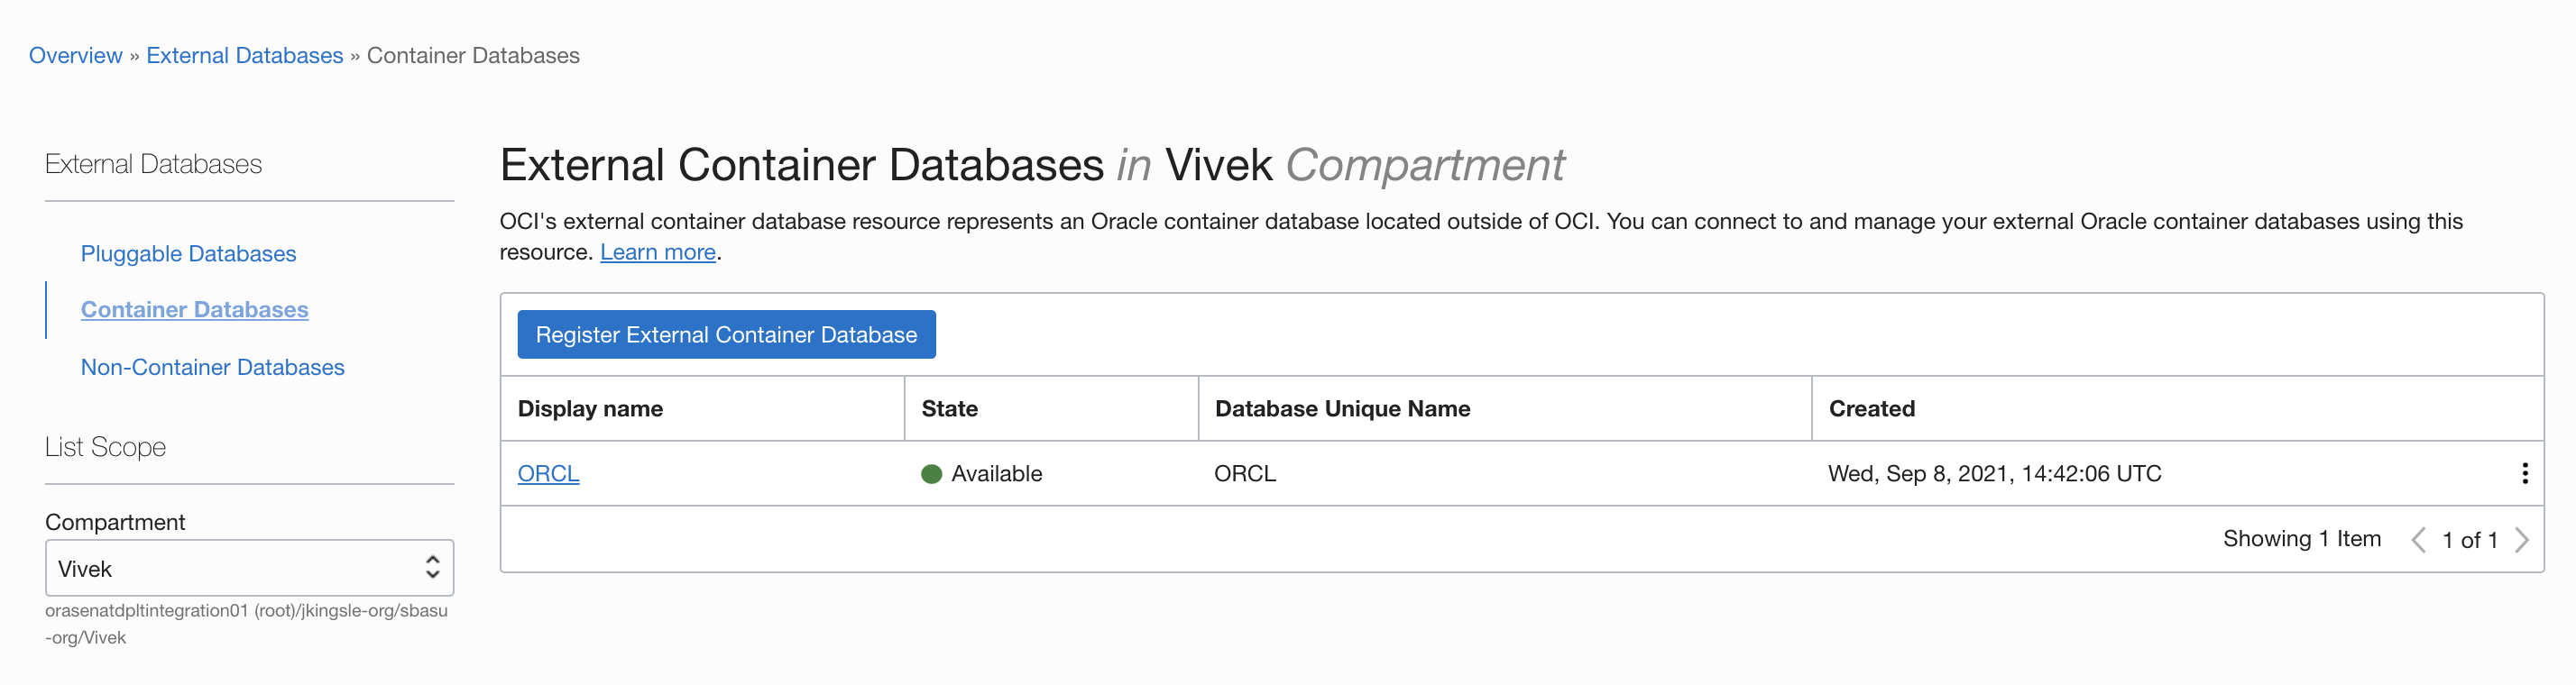 Overview » External Databases » Container Databases
External Databases
Pluggable Databases
Container Databases
Non-Container Databases
List Scope
Compartment
Vivek
orasenatdpltintegration01 (root)/jkingsle-org/sbasu
-org/Vivek
External Container Databases in Vivek Compartment
OCI's external container database resource represents an Oracle container database located outside of OCI. You can connect to and manage your external Oracle container databases using this
resource. Learn more.
Register External Container Database
Display name State Database Unique Name Created
ORCL Available ORCL Wed, Sep 8, 2021, 14:42:06 UTC
Showing 1 Item 1 of 1